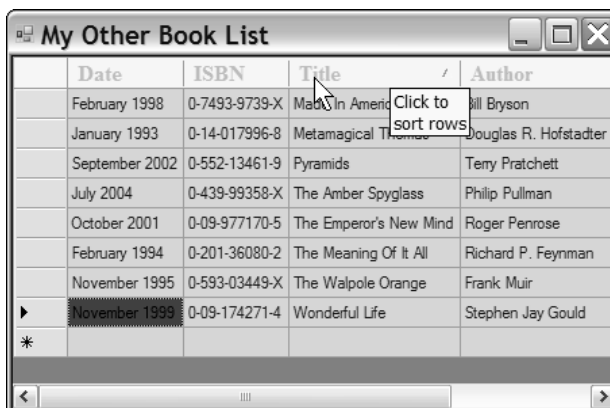 My Other Book List
Date ISBN Title Author
February 1998 0-7493-9739-X Made In Bill Bryson
January 1993 0-14-017996-8 Metamagical Douglas R. Hofstadter
Click to
sort rows
September 2002 0-552-13461-9 Pyramids Terry Pratchett
July 2004 0-439-99358-X The Amber Spyglass Philip Pullman
October 2001 0-09-977170-5 The Emperor's New Mind Roger Penrose
February 1994 0-201-36080-2 The Meaning Of It All Richard P. Feynman
November 1995 0-593-03449-X The Walpole Orange Frank Muir
November 1999 0-09-174271-4 Wonderful Life Stephen Jay Gould